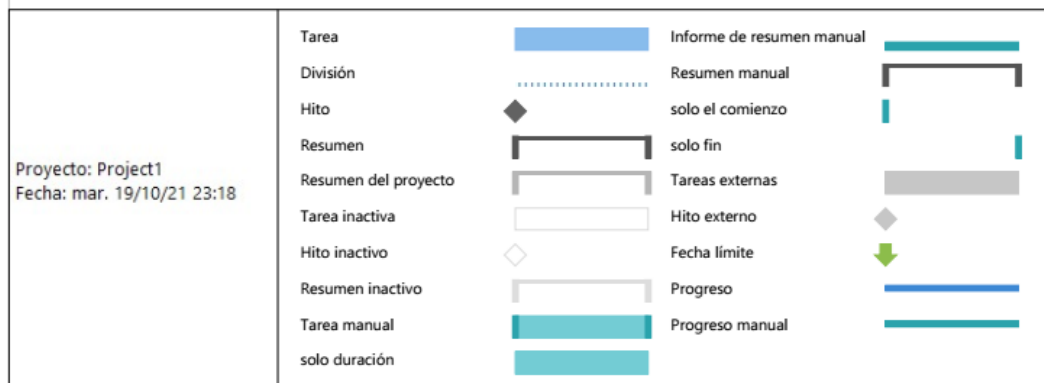 Proyecto: Project1
Fecha: mar. 19/10/21 23:18
Tarea
División
Hito
Resumen
Resumen del proyecto
Tarea inactiva
Hito inactivo
Resumen inactivo
Tarea manual
solo duración
Informe de resumen manual
Resumen manual
solo el comienzo
solo fin
Tareas externas
Hito externo
Fecha límite
Progreso
Progreso manual